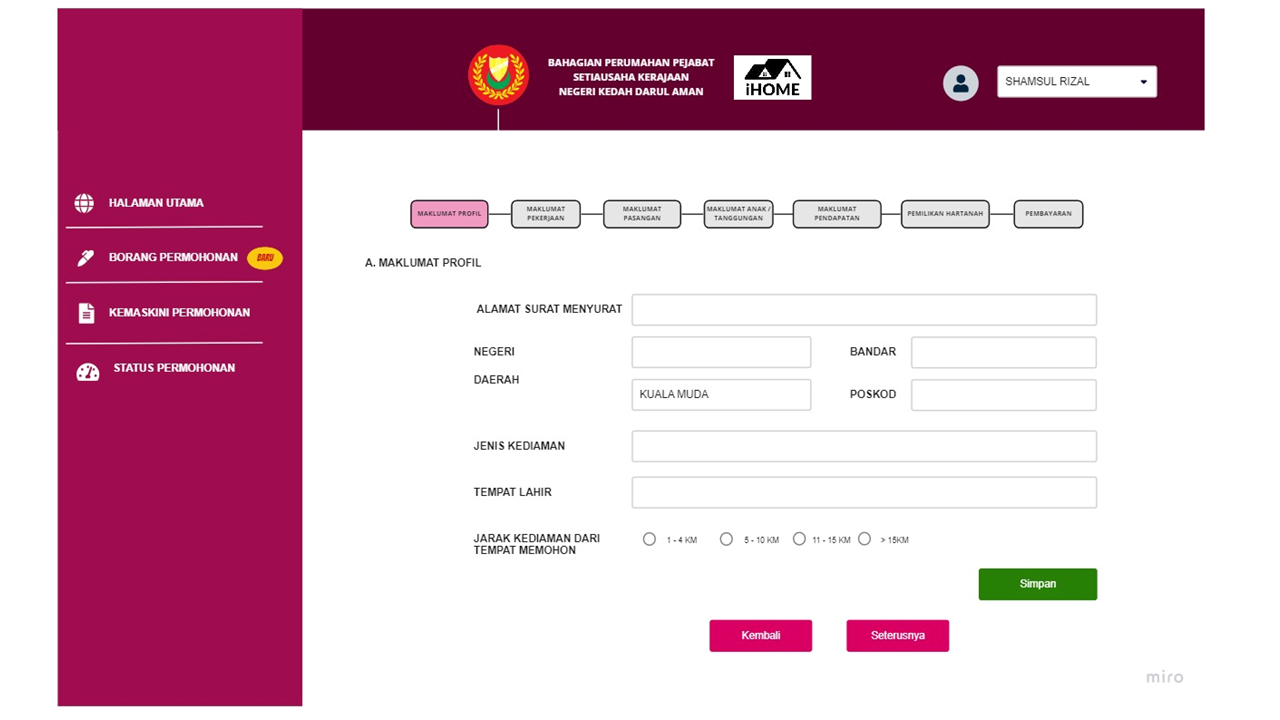 BAHAGIAN PERUMAHAN PEJABAT
SETIAUSAHA KERAJAAN
NEGERI KEDAH DARUL AMAN
iHOME
SHAMSUL RIZAL
HALAMAN UTAMA
BORANG PERMOHONAN
BARU
KEMASKINI PERMOHONAN
STATUS PERMOHONAN
MAKLUMAT PROFIL
MAKLUMAT
PEKERJAAN
MAKLUMAT
PASANGAN
MAKLUMAT ANAK /
TANGGUNGAN
MAKLUMAT
PENDAPATAN
PEMILIKAN HARTANAH
PEMBAYARAN
A. MAKLUMAT PROFIL
ALAMAT SURAT MENYURAT
NEGERI
BANDAR
DAERAH
KUALA MUDA
POSKOD
JENIS KEDIAMAN
TEMPAT LAHIR
JARAK KEDIAMAN DARI
TEMPAT MEMOHON
1 - 4 KM
5 - 10 KM
11 - 15 KM
> 15KM
Simpan
Kembali
Seterusnya
miro